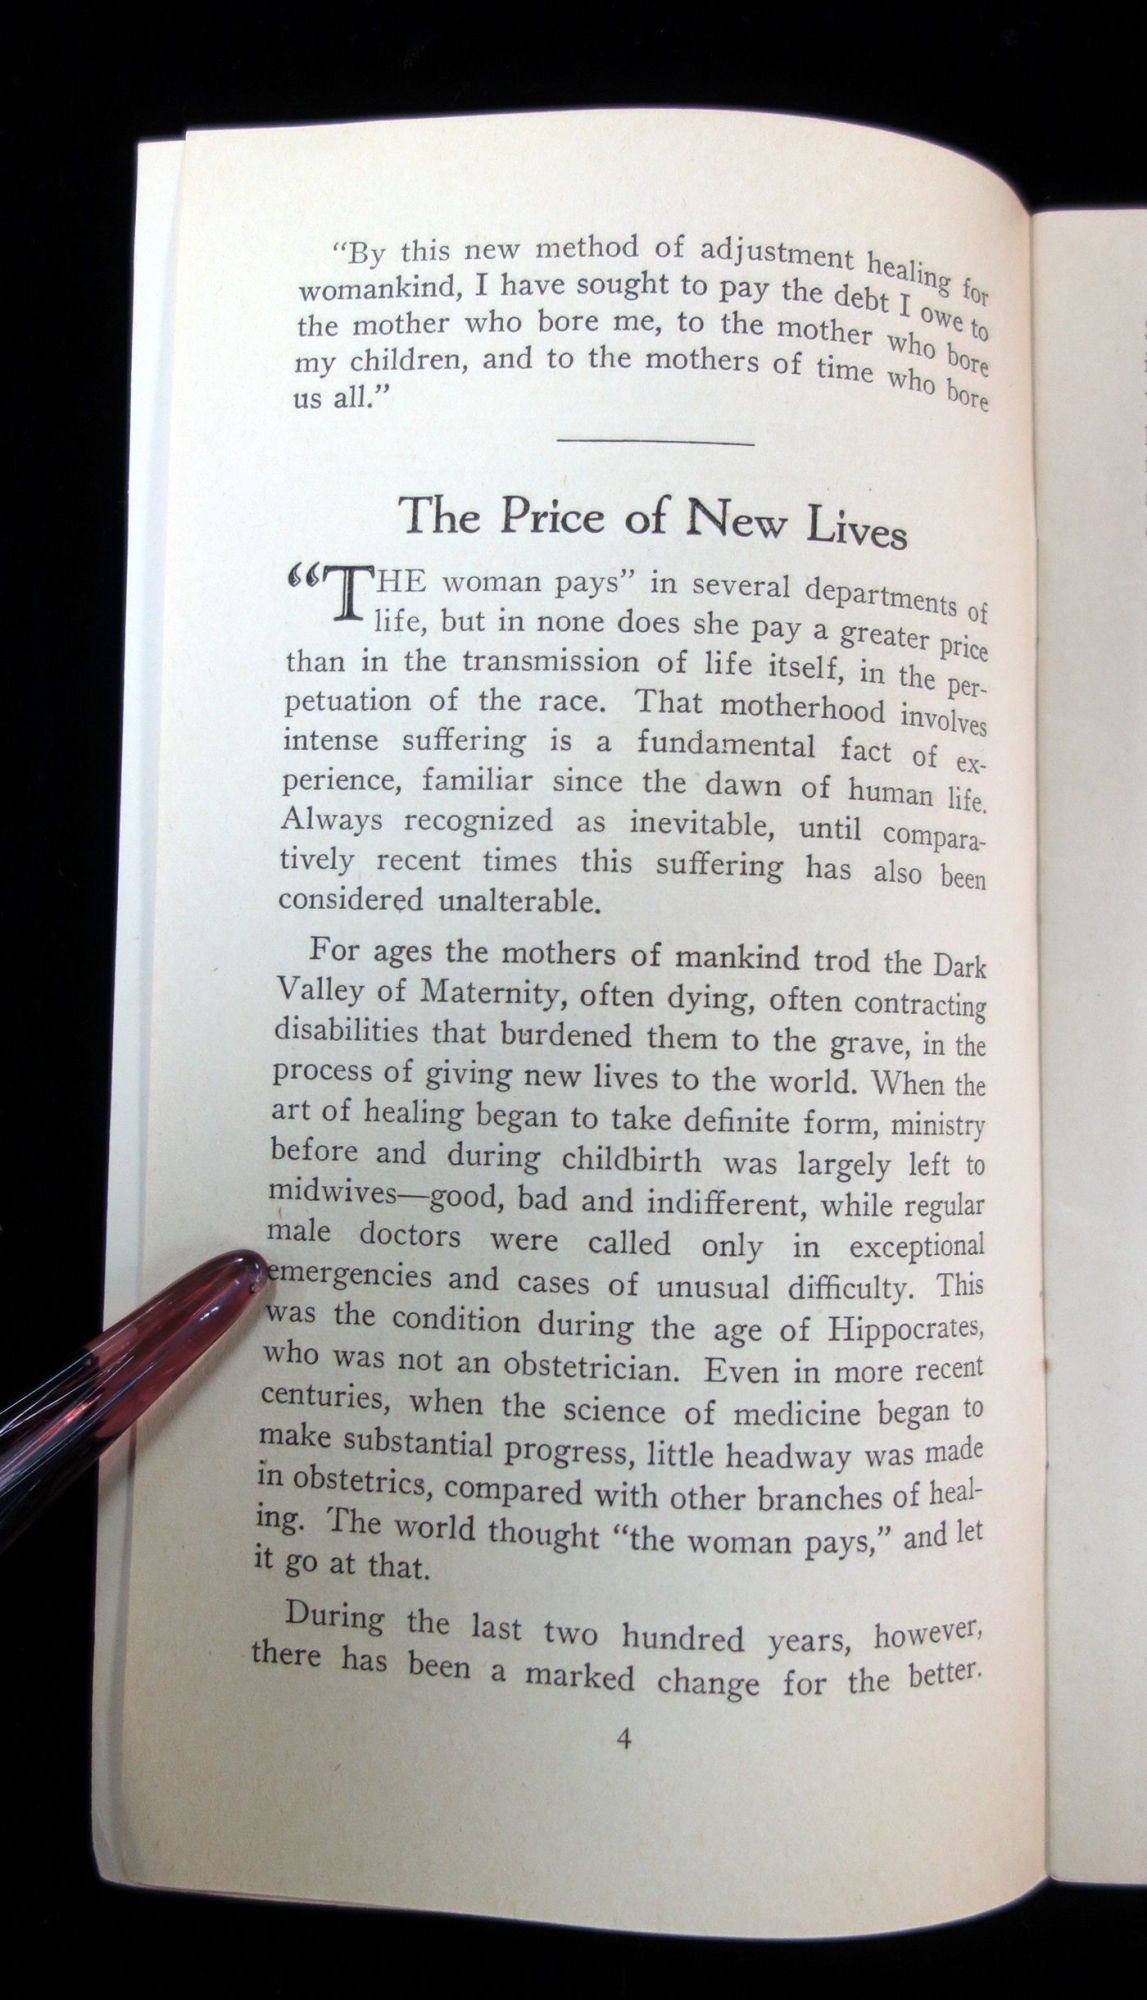 “By this new method of adjustment healing for
womankind, I have sought to pay the debt I owe to
the mother who bore me, to the mother who bore
my children, and to the mothers of time who bore
us all.”
The Price of New Lives
“THE woman pays” in several departments of
life, but in none does she pay a greater price
than in the transmission of life itself, in the per-
petuation of the race. That motherhood involves
intense suffering is a fundamental fact of ex-
perience, familiar since the dawn of human life.
Always recognized as inevitable, until compara-
tively recent times this suffering has also been
considered unalterable.
For ages the mothers of mankind trod the Dark
Valley of Maternity, often dying, often contracting
disabilities that burdened them to the grave, in the
process of giving new lives to the world. When the
art of healing began to take definite form, ministry
before and during childbirth was largely left to
midwives—good, bad and indifferent, while regular
male doctors were called only in exceptional
emergencies and cases of unusual difficulty. This
was the condition during the age of Hippocrates,
who was not an obstetrician. Even in more recent
centuries, when the science of medicine began to
make substantial progress, little headway was made
in obstetrics, compared with other branches of heal-
ing. The world thought “the woman pays,” and let
it go at that.
During the last two hundred years, however,
there has been a marked change for the better.
4